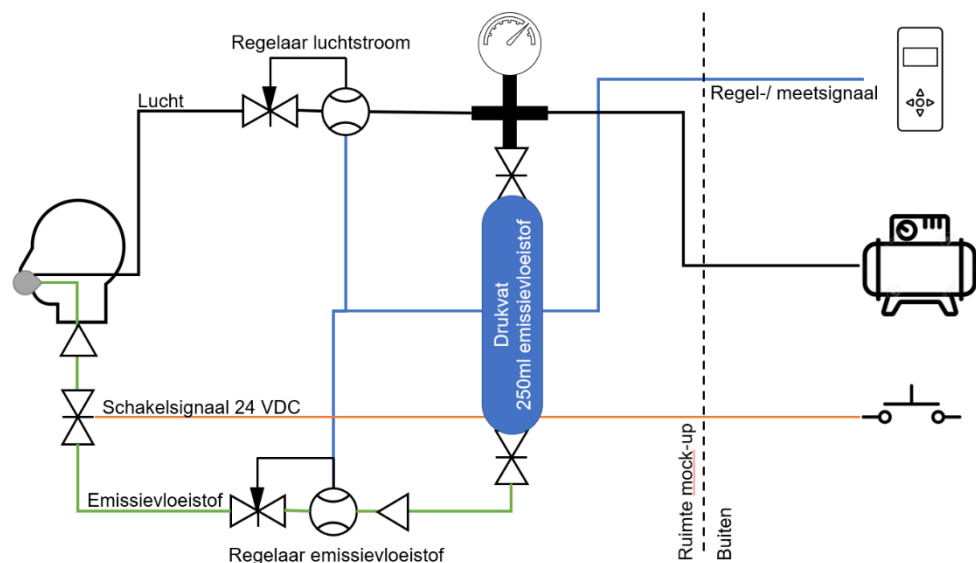 Regelaar luchtstroom
Lucht
Regel-/ meetsignaal
Drukvat
250ml emissievloeistof
Schakelsignaal 24 VDC
Emissievloeistof
Regelaar emissievloeistof
Ruimte mock-up
Buiten